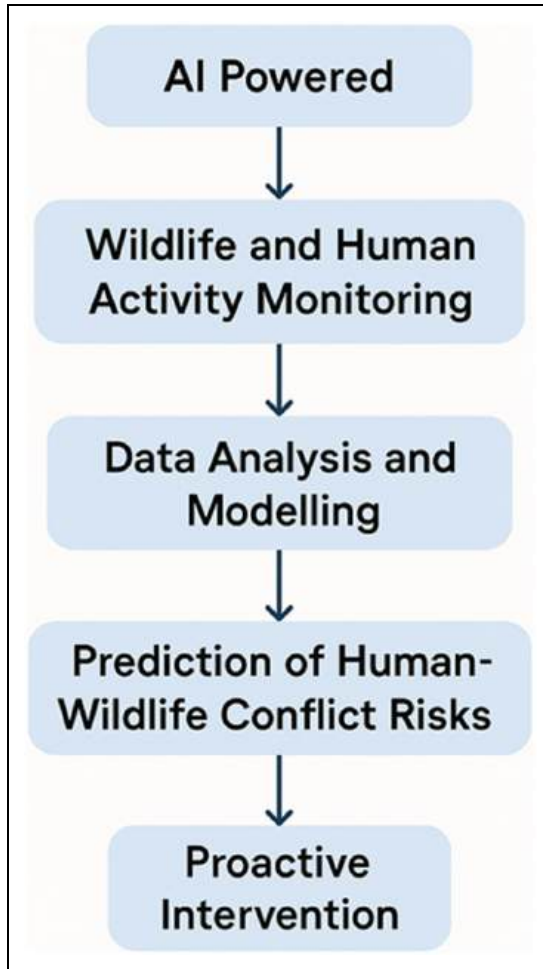 AI Powered
Wildlife and Human
Activity Monitoring
Data Analysis and
Modelling
Prediction of Human-
Wildlife Conflict Risks
Proactive
Intervention